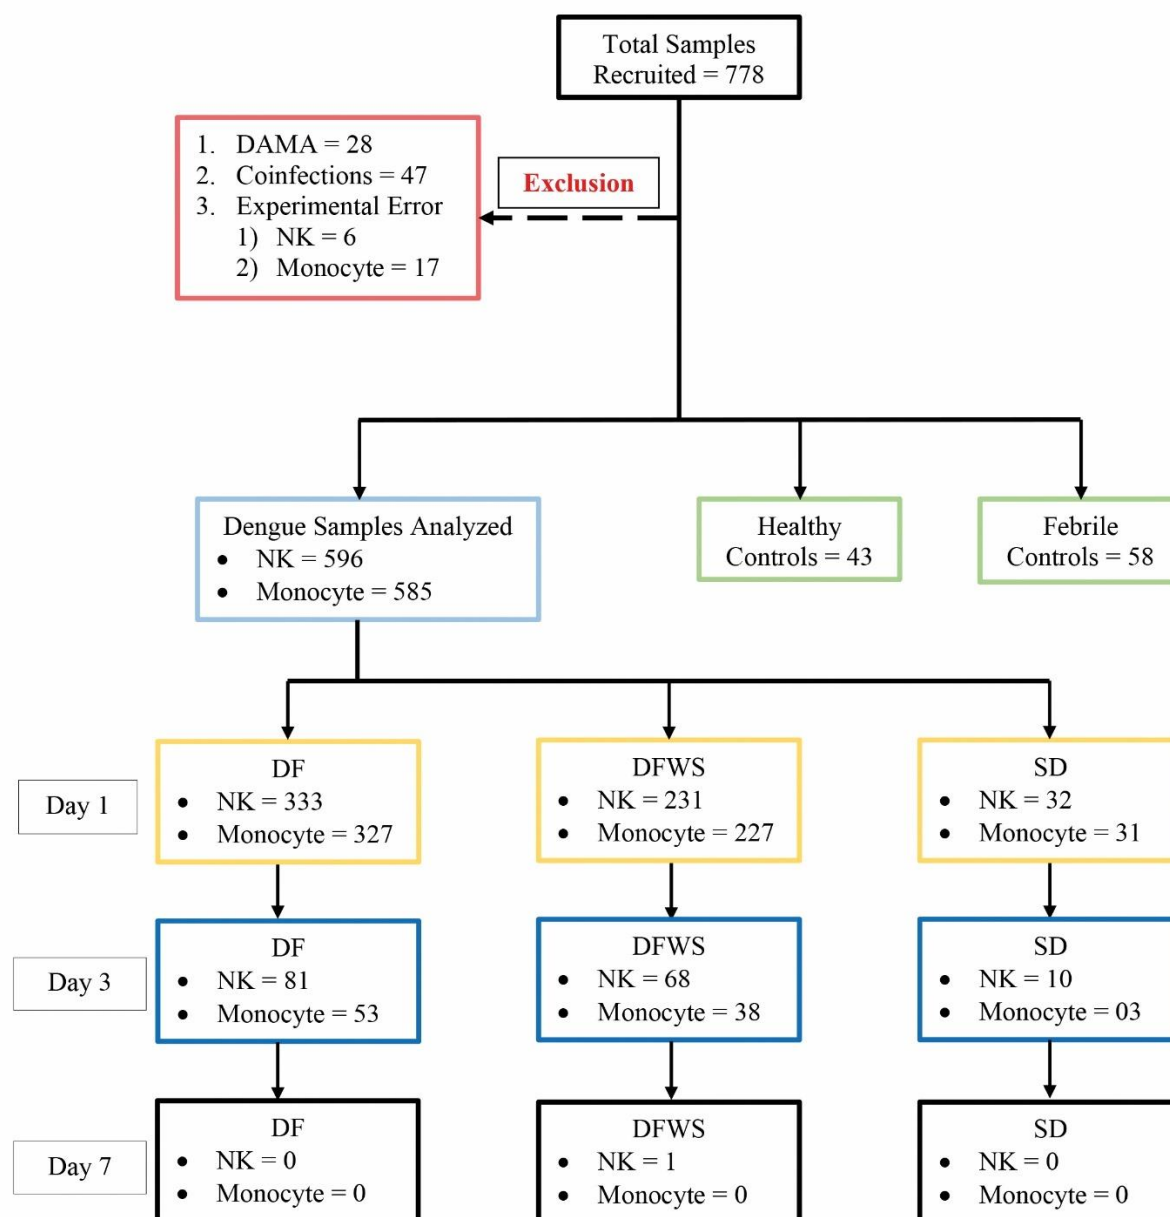 Total Samples
Recruited = 778
1. DAMA = 28
2. Coinfections = 47
3. Experimental Error
1) NK = 6
2) Monocyte = 17
Exclusion
Dengue Samples Analyzed
• NK = 596
• Monocyte = 585
Healthy
Controls = 43
Febrile
Controls = 58
Day 1
DF
• NK = 333
• Monocyte = 327
DFWS
• NK = 231
• Monocyte = 227
SD
• NK = 32
• Monocyte = 31
Day 3
DF
• NK = 81
• Monocyte = 53
DFWS
• NK = 68
• Monocyte = 38
SD
• NK = 10
• Monocyte = 03
Day 7
DF
• NK = 0
• Monocyte = 0
DFWS
• NK = 1
• Monocyte = 0
SD
• NK = 0
• Monocyte = 0